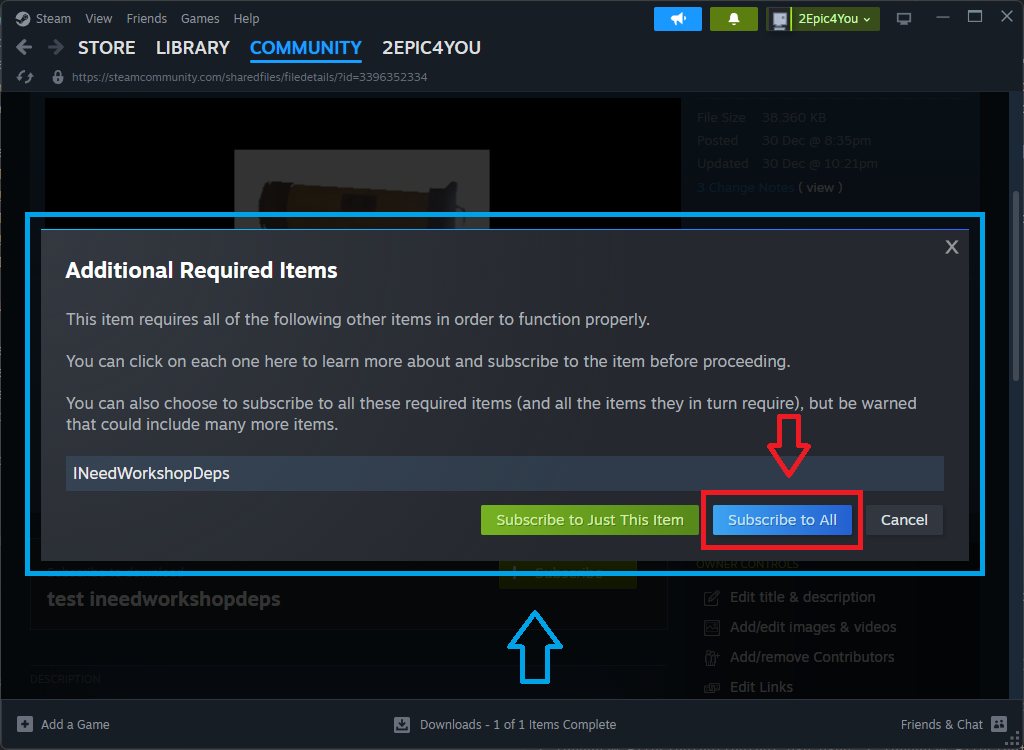 Steam View Friends Games Help
2Epic4You
STORE LIBRARY COMMUNITY 2EPIC4YOU
https://steamcommunity.com/sharedfiles/filedetails/?id=3396352334
File Size 38.360 KB
Posted 30 Dec @ 8:35pm
Updated 30 Dec @ 10:21pm
3 Change Notes ( view )
X
Additional Required Items
This item requires all of the following other items in order to function properly.
You can click on each one here to learn more about and subscribe to the item before proceeding.
You can also choose to subscribe to all these required items (and all the items they in turn require), but be warned
that could include many more items.
INeedWorkshopDeps
Subscribe to Just This Item Subscribe to All Cancel
Subscribe to download
Subscribe
test ineedworkshopdeps
OWNER CONTROLS
Edit title & description
Add/edit images & videos
Add/remove Contributors
Edit Links
DESCRIPTION
Add a Game
Downloads - 1 of 1 Items Complete
Friends & Chat